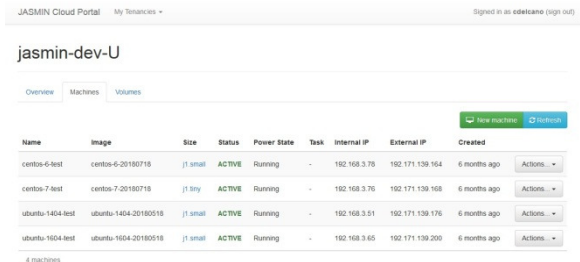 JASMIN Cloud Portal My Tenancies Signed in as cdelcano (sign out)
jasmin-dev-U
Overview Machines Volumes
New machine Refresh
Name Image Size Status Power State Task Internal IP External IP Created
centos-6-test centos-6-20180718 j1.small ACTIVE Running - 192.168.3.78 192.171.139.164 6 months ago Actions...
centos-7-test centos-7-20180718 j1.tiny ACTIVE Running - 192.168.3.76 192.171.139.168 6 months ago Actions...
ubuntu-1404-test ubuntu-1404-20180518 j1.small ACTIVE Running - 192.168.3.51 192.171.139.176 6 months ago Actions...
ubuntu-1604-test ubuntu-1604-20180518 j1.small ACTIVE Running - 192.168.3.65 192.171.139.200 6 months ago Actions...
4 machines